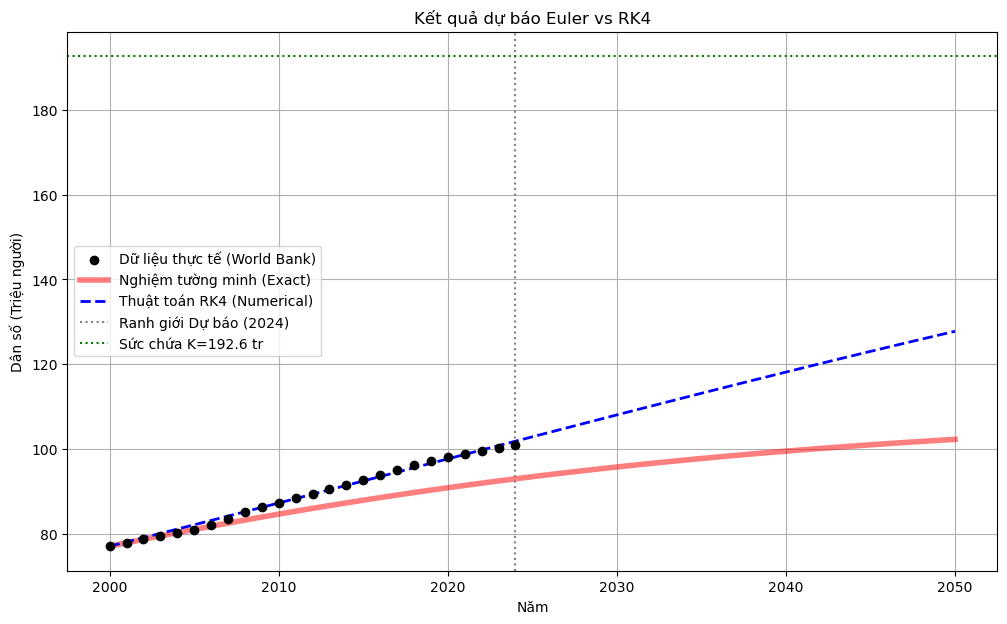 Kết quả dự báo Euler vs RK4
Dân số (Triệu người)
180
160
140
120
100
80
Dữ liệu thực tế (World Bank)
Nghiệm tường minh (Exact)
Thuật toán RK4 (Numerical)
Ranh giới Dự báo (2024)
Sức chứa K=192.6 tr
2000
2010
2020
2030
2040
2050
Năm